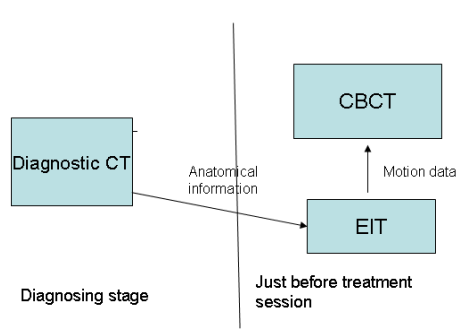 CBCT
Diagnostic CT
Anatomical
information
Motion data
EIT
Diagnosing stage
Just before treatment
session